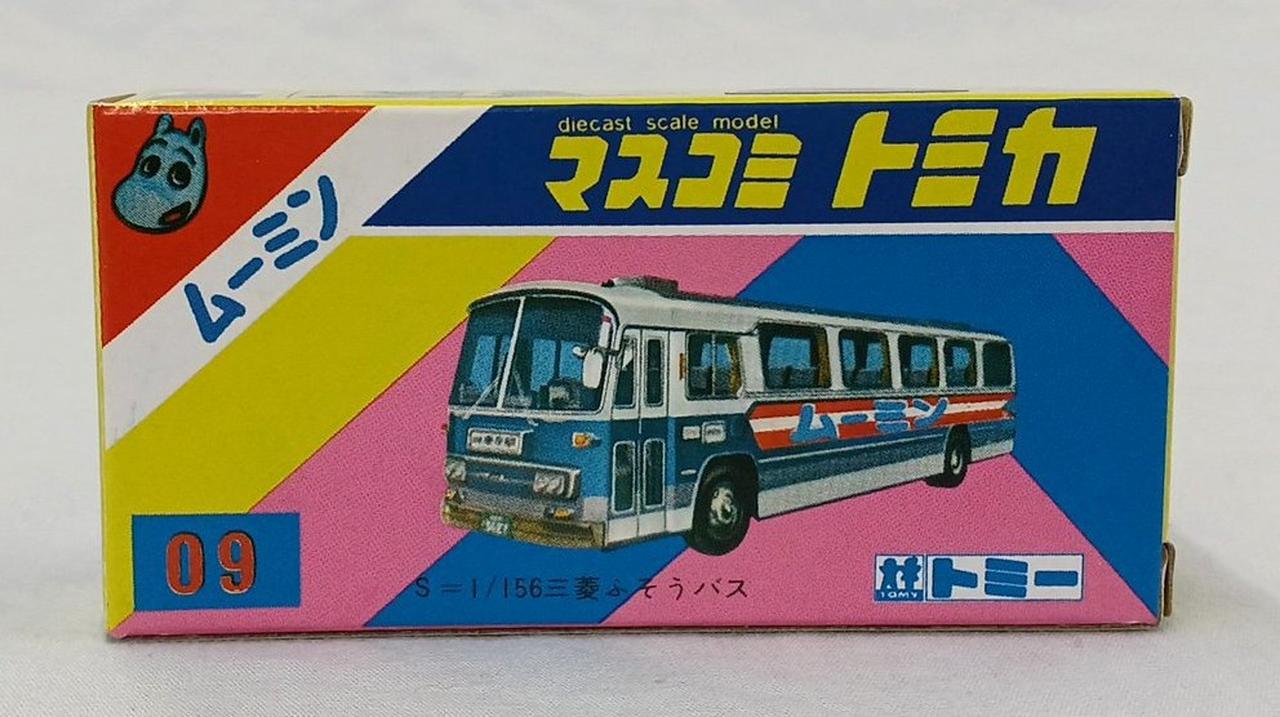 diecast scale model
マスコミ トミカ
ムーミン
ムーミン
09
S=1/156三菱ふそうバス
TOMY
トミー